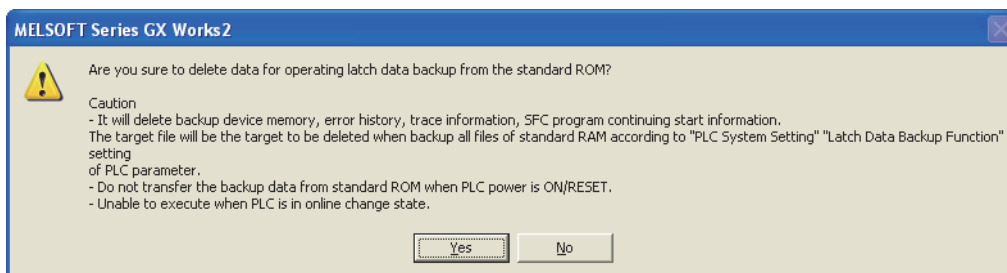 MELSOFT Series GX Works2
Are you sure to delete data for operating latch data backup from the standard ROM?
Caution
- It will delete backup device memory, error history, trace information, SFC program continuing start information.
The target file will be the target to be deleted when backup all files of standard RAM according to "PLC System Setting" "Latch Data Backup Function"
setting
of PLC parameter.
- Do not transfer the backup data from standard ROM when PLC power is ON/RESET.
- Unable to execute when PLC is in online change state.
Yes No